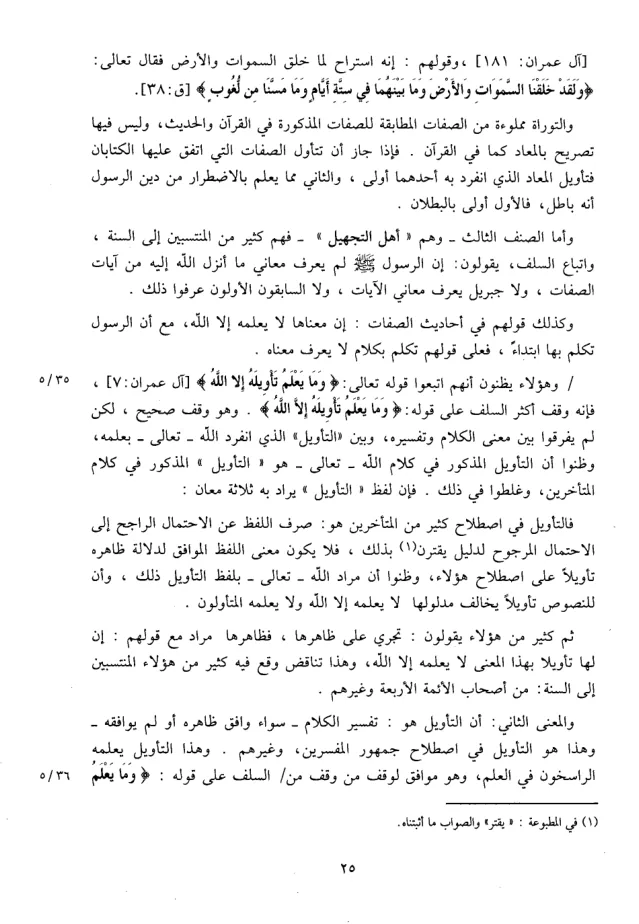 [آل عمران: ١٨١] ،وقولهم : إنه استراح لما خلق السموات والأرض فقال تعالى:
﴿وَلَقَدْ خَلَقْنَا السَّمَوَاتِ وَالأَرْضَ وَمَا بَيْنَهُمَا فِي سِتَّةِ أَيَّامٍ وَمَا مَسَّنَا مِن لُّغُوبٍ﴾ [ق:٣٨].
والتوراة مملوءة من الصفات المطابقة للصفات المذكورة في القرآن والحديث، وليس فيها
تصريح بالمعاد كما في القرآن . فإذا جاز أن تتأول الصفات التي اتفق عليها الكتابان
فتأويل المعاد الذي انفرد به أحدهما أولى ، والثاني مما يعلم بالاضطرار من دين الرسول
أنه باطل، فالأول أولى بالبطلان .
وأما الصنف الثالث ـ وهم « أهل التجهيل » ـ فهم كثير من المنتسبين إلى السنة ،
واتباع السلف، يقولون: إن الرسول ﷺ لم يعرف معاني ما أنزل اللّه إليه من آيات
الصفات ، ولا جبريل يعرف معاني الآيات ، ولا السابقون الأولون عرفوا ذلك .
وكذلك قولهم في أحاديث الصفات : إن معناها لا يعلمه إلا اللّه، مع أن الرسول
تكلم بها ابتداءً ، فعلى قولهم تكلم بكلام لا يعرف معناه .
/ وهؤلاء يظنون أنهم اتبعوا قوله تعالى:﴿ وَمَا يَعْلَمُ تَأْوِيلَهُ إِلا اللَّهُ ﴾ [آل عمران:٧] ، ٥/٣٥
فإنه وقف أكثر السلف على قوله:﴿ وَمَا يَعْلَمُ تَأْوِيلَهُ إِلاَّ اللَّهُ ﴾ . وهو وقف صحيح ، لكن
لم يفرقوا بين معنى الكلام وتفسيره، وبين «التأويل» الذي انفرد اللّه ـ تعالى ـ بعلمه،
وظنوا أن التأويل المذكور في كلام اللّه ـ تعالى ـ هو « التأويل » المذكور في كلام
المتأخرين، وغلطوا في ذلك . فإن لفظ « التأويل » يراد به ثلاثة معان :
فالتأويل في اصطلاح كثير من المتأخرين هو: صرف اللفظ عن الاحتمال الراجح إلى
الاحتمال المرجوح لدليل يقترن(١) بذلك ، فلا يكون معنى اللفظ الموافق لدلالة ظاهره
تأويلاً على اصطلاح هؤلاء، وظنوا أن مراد اللّه ـ تعالى ـ بلفظ التأويل ذلك ، وأن
للنصوص تأويلاً يخالف مدلولها لا يعلمه إلا اللّه ولا يعلمه المتأولون .
ثم كثير من هؤلاء يقولون : تجري على ظاهرها ، فظاهرها مراد مع قولهم : إن
لها تأويلا بهذا المعنى لا يعلمه إلا اللّه، وهذا تناقض وقع فيه كثير من هؤلاء المنتسبين
إلى السنة: من أصحاب الأئمة الأربعة وغيرهم .
والمعنى الثاني: أن التأويل هو : تفسير الكلام ـ سواء وافق ظاهره أو لم يوافقه ـ
وهذا هو التأويل في اصطلاح جمهور المفسرين، وغيرهم . وهذا التأويل يعلمه
الراسخون في العلم، وهو موافق لوقف من وقف من/ السلف على قوله : ﴿ وَمَا يَعْلَمُ ٥/٣٦
(١) في المطبوعة : « يقتر» والصواب ما أثبتناه.
٢٥